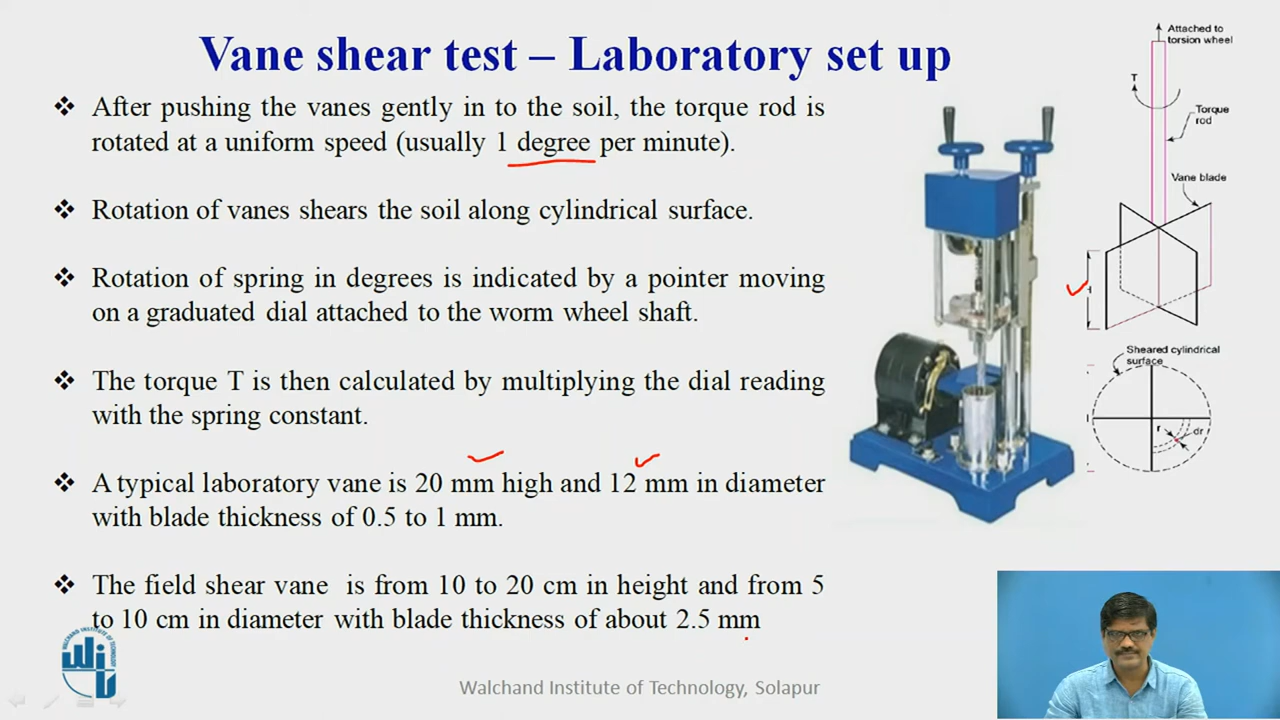 Vane shear test – Laboratory set up
❖ After pushing the vanes gently in to the soil, the torque rod is
rotated at a uniform speed (usually 1 degree per minute).
❖ Rotation of vanes shears the soil along cylindrical surface.
❖ Rotation of spring in degrees is indicated by a pointer moving
on a graduated dial attached to the worm wheel shaft.
❖ The torque T is then calculated by multiplying the dial reading
with the spring constant.
❖ A typical laboratory vane is 20 mm high and 12 mm in diameter
with blade thickness of 0.5 to 1 mm.
❖ The field shear vane is from 10 to 20 cm in height and from 5
to 10 cm in diameter with blade thickness of about 2.5 mm
Attached to
torsion wheel
T
Torque
rod
Vane blade
Sheared cylindrical
surface
r
dr
WALCHAND INSTITUTE OF TECHNOLOGY
Walchand Institute of Technology, Solapur